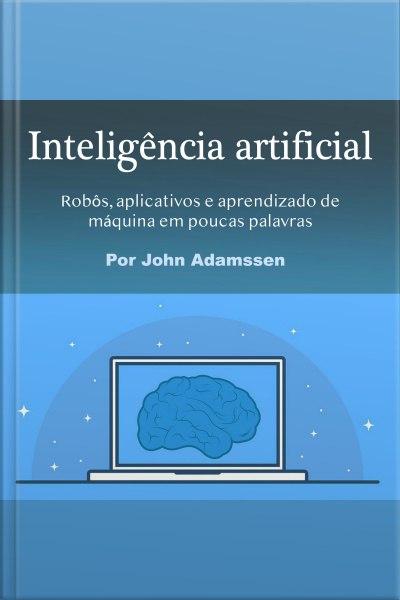 Inteligência artificial
Robôs, aplicativos e aprendizado de
máquina em poucas palavras
Por John Adamssen